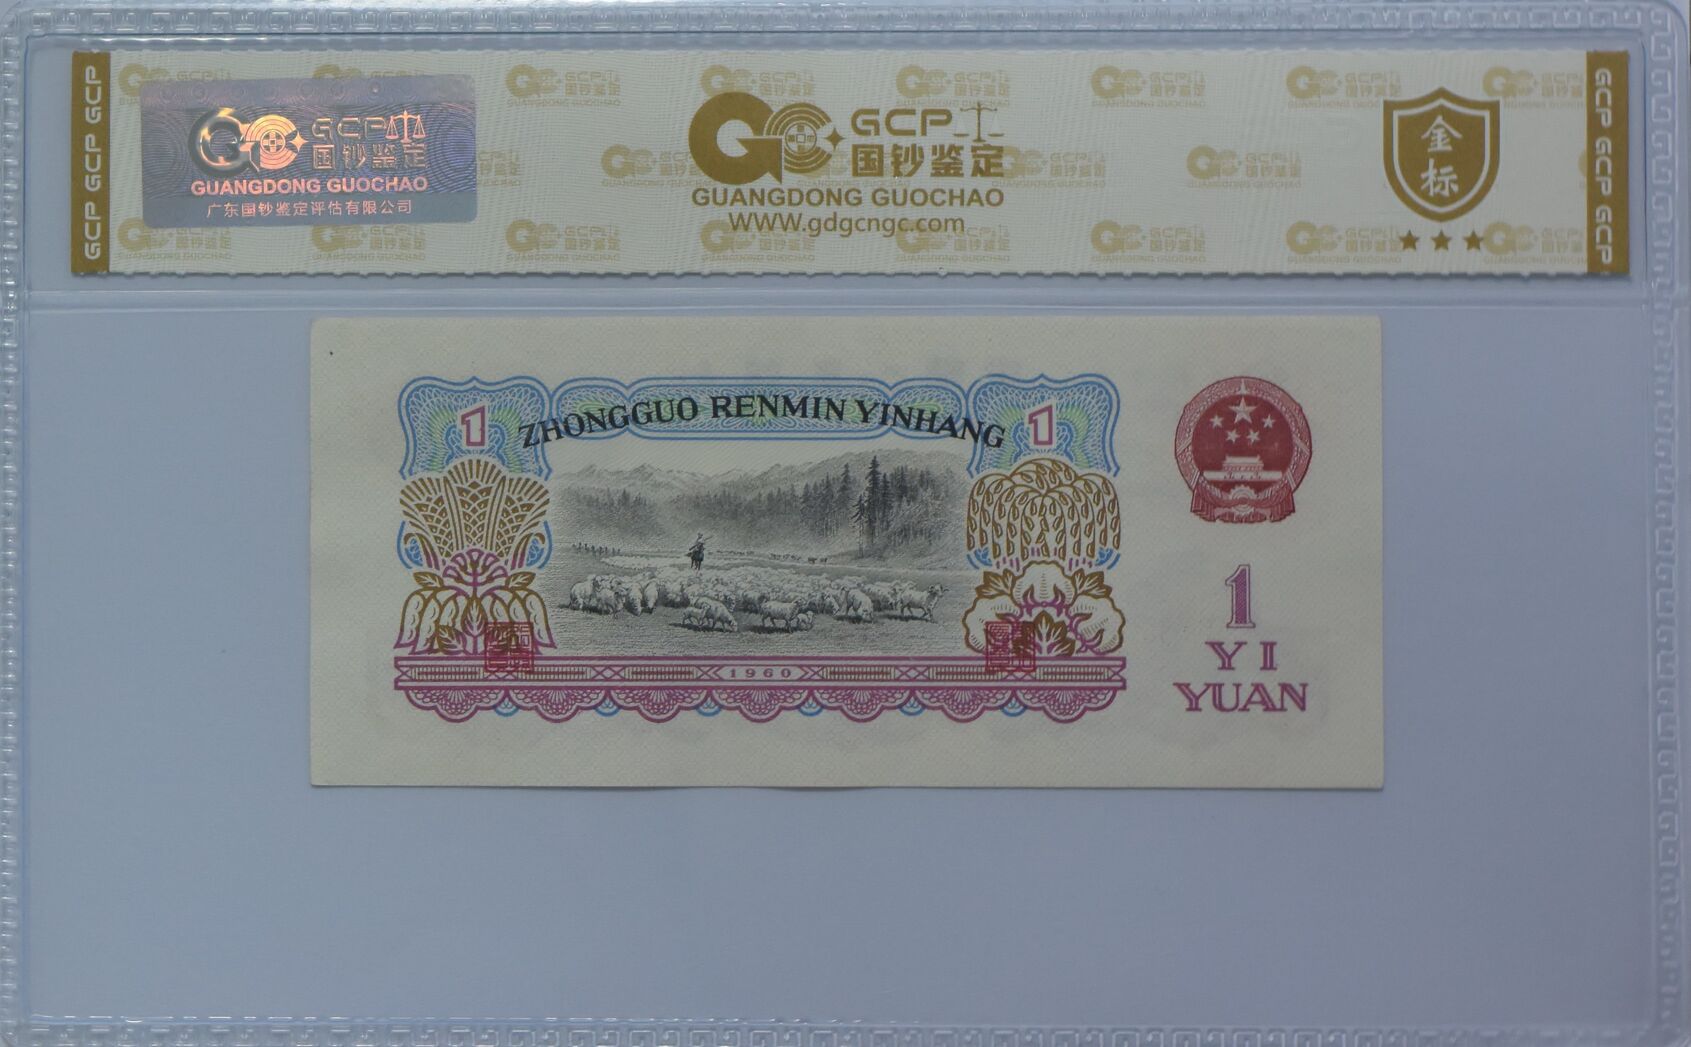 GCP GCP GCP
GCP
国钞鉴定
GUANGDONG GUOCHAO
广东国钞鉴定评估有限公司
GCP
国钞鉴定
GUANGDONG GUOCHAO
WWW.gdgcngc.com
金标
GCP GCP GCP
1
ZHONGGUO RENMIN YINHANG
1
1960
1
YI
YUAN